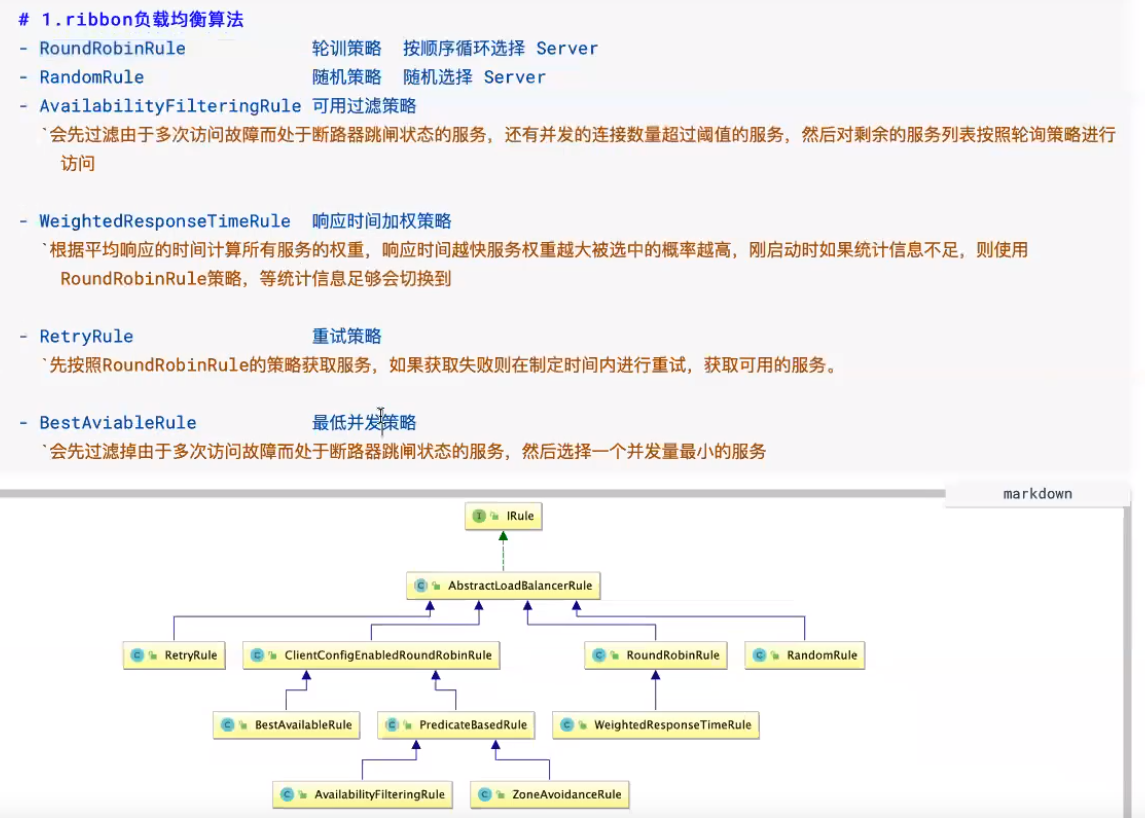 # 1.ribbon负载均衡算法
- RoundRobinRule 轮训策略 按顺序循环选择 Server
- RandomRule 随机策略 随机选择 Server
- AvailabilityFilteringRule 可用过滤策略
`会先过滤由于多次访问故障而处于断路器跳闸状态的服务，还有并发的连接数量超过阈值的服务，然后对剩余的服务列表按照轮询策略进行
访问
- WeightedResponseTimeRule 响应时间加权策略
`根据平均响应的时间计算所有服务的权重，响应时间越快服务权重越大被选中的概率越高，刚启动时如果统计信息不足，则使用
RoundRobinRule策略，等统计信息足够会切换到
- RetryRule 重试策略
`先按照RoundRobinRule的策略获取服务，如果获取失败则在制定时间内进行重试，获取可用的服务。
- BestAviableRule 最低并发策略
`会先过滤掉由于多次访问故障而处于断路器跳闸状态的服务，然后选择一个并发量最小的服务
markdown
I IRule
C AbstractLoadBalancerRule
C RetryRule C ClientConfigEnabledRoundRobinRule C RoundRobinRule C RandomRule
C BestAvailableRule C PredicateBasedRule C WeightedResponseTimeRule
C AvailabilityFilteringRule C ZoneAvoidanceRule